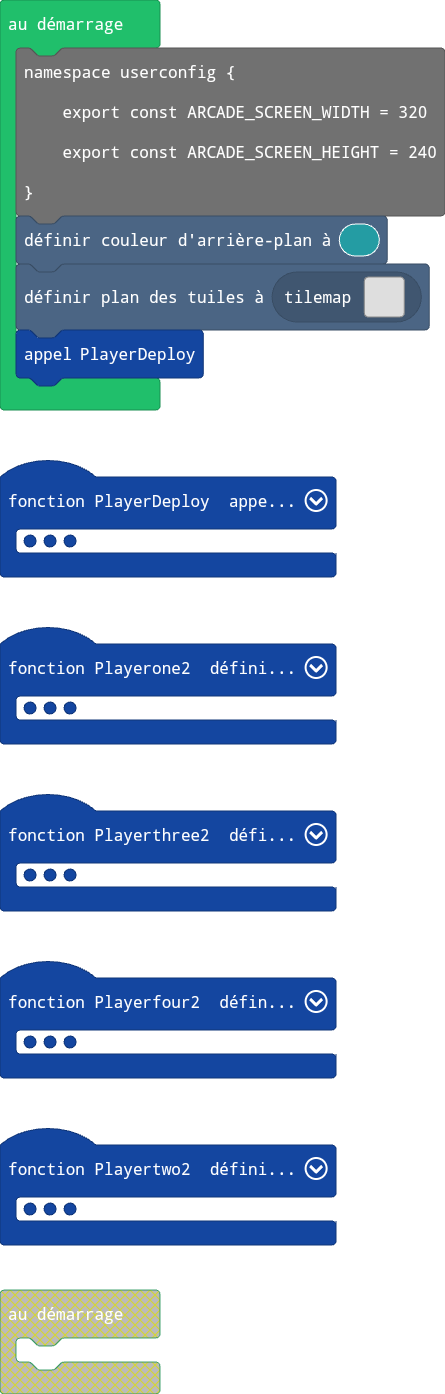 au démarrage
namespace userconfig {
export const ARCADE_SCREEN_WIDTH = 320
export const ARCADE_SCREEN_HEIGHT = 240
}
définir couleur d'arrière-plan à
définir plan des tuiles à tilemap
appel PlayerDeploy
fonction PlayerDeploy appe...
fonction Playerone2 défini...
fonction Playerthree2 défi...
fonction Playerfour2 défin...
fonction Playertwo2 défini...
au démarrage